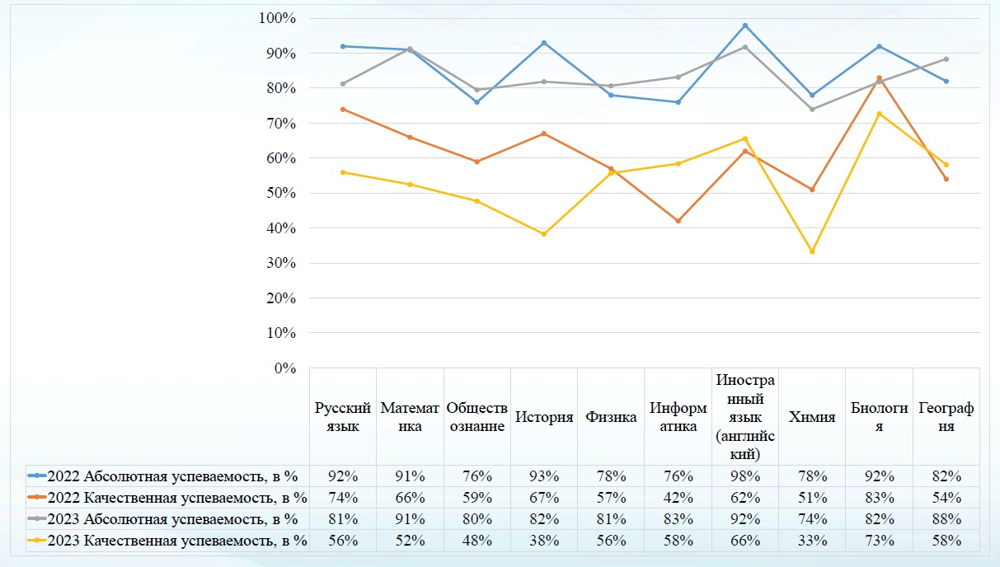 100%
90%
80%
70%
60%
50%
40%
30%
20%
10%
0%
Русский
язык
Математ
ика
Обществ
ознание
История
Физика
Информ
атика
Иностра
нный
язык
(английс
кий)
Химия
Биологи
я
Географ
ия
2022 Абсолютная успеваемость, в % 92% 91% 76% 93% 78% 76% 98% 78% 92% 82%
2022 Качественная успеваемость, в % 74% 66% 59% 67% 57% 42% 62% 51% 83% 54%
2023 Абсолютная успеваемость, в % 81% 91% 80% 82% 81% 83% 92% 74% 82% 88%
2023 Качественная успеваемость, в % 56% 52% 48% 38% 56% 58% 66% 33% 73% 58%